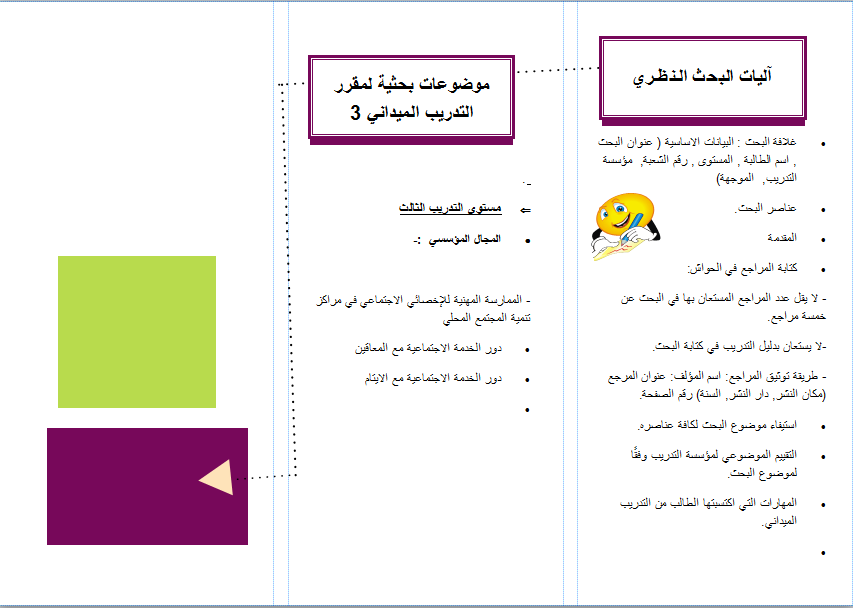 آليات البحث النظري
• غلافة البحث : البيانات الاساسية ( عنوان البحث
, اسم الطالبة , المستوى , رقم الشعبة, مؤسسة
التدريب, الموجهة)
• عناصر البحث.
• المقدمة
• كتابة المراجع في الحواش:
- لا يقل عدد المراجع المستعان بها في البحث عن
خمسة مراجع.
-لا يستعان بدليل التدريب في كتابة البحث.
- طريقة توثيق المراجع: اسم المؤلف: عنوان المرجع
(مكان النشر, دار النشر, السنة) رقم الصفحة.
• استيفاء موضوع البحث لكافة عناصره.
• التقييم الموضوعي لمؤسسة التدريب وفقًا
لموضوع البحث.
• المهارات التي اكتسبتها الطالب من التدريب
الميداني.
•
موضوعات بحثية لمقرر
التدريب الميداني 3
-.
⇐ مستوي التدريب الثالث
• المجال المؤسسي :-
- الممارسة المهنية للإخصائي الاجتماعي في مراكز
تنمية المجتمع المحلي
• دور الخدمة الاجتماعية مع المعاقين
• دور الخدمة الاجتماعية مع الايتام
•